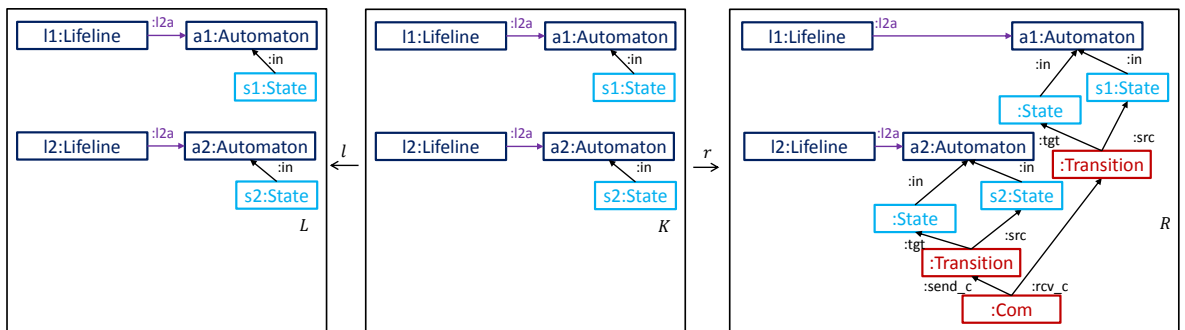 :l2a
l1:Lifeline
a1:Automaton
:in
s1:State
:l2a
l2:Lifeline
a2:Automaton
:in
s2:State
L
l
:l2a
l1:Lifeline
a1:Automaton
:in
s1:State
:l2a
l2:Lifeline
a2:Automaton
:in
s2:State
K
r
:l2a
l1:Lifeline
a1:Automaton
:in
:in
s1:State
:State
:tgt
:src
:Transition
:l2a
l2:Lifeline
a2:Automaton
:in
:in
s2:State
:State
:tgt
:src
:Transition
:send_c
:rcv_c
:Com
R